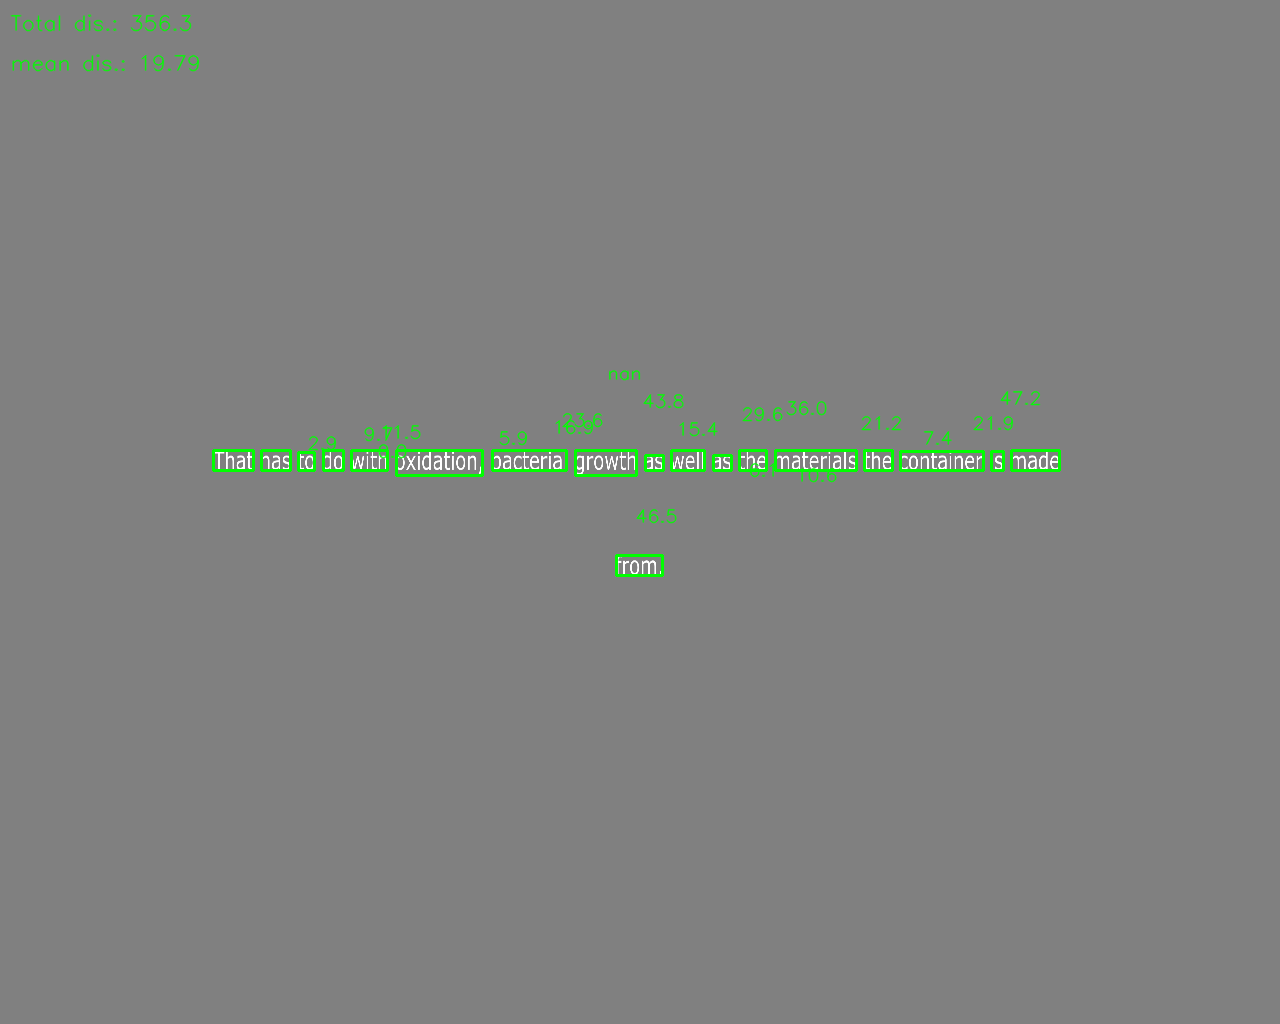 Total dis.: 356.3
mean dis.: 19.79
nan
43.8 36.0 47.2
23.6 29.6 21.2 21.9
16.9 15.4
2.9 9.7 11.5 5.9 7.4
That has to do with oxidation, bacteria growth as well as the materials the container s made
10.6
46.5
from.